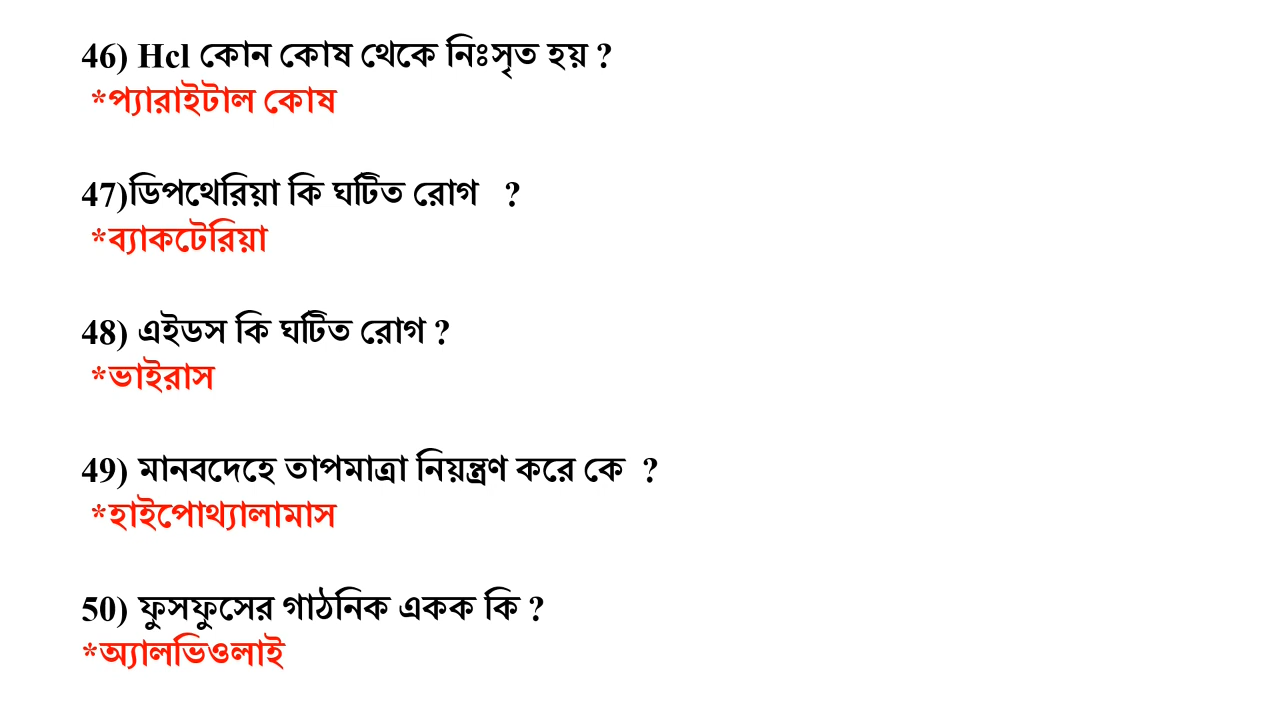 46) Hcl কোন কোষ থেকে নিঃসৃত হয় ?
*প্যারাইটাল কোষ
47)ডিপথেরিয়া কি ঘটিত রোগ ?
*ব্যাকটেরিয়া
48) এইডস কি ঘটিত রোগ ?
*ভাইরাস
49) মানবদেহে তাপমাত্রা নিয়ন্ত্রণ করে কে ?
*হাইপোথ্যালামাস
50) ফুসফুসের গাঠনিক একক কি ?
*অ্যালভিওলাই